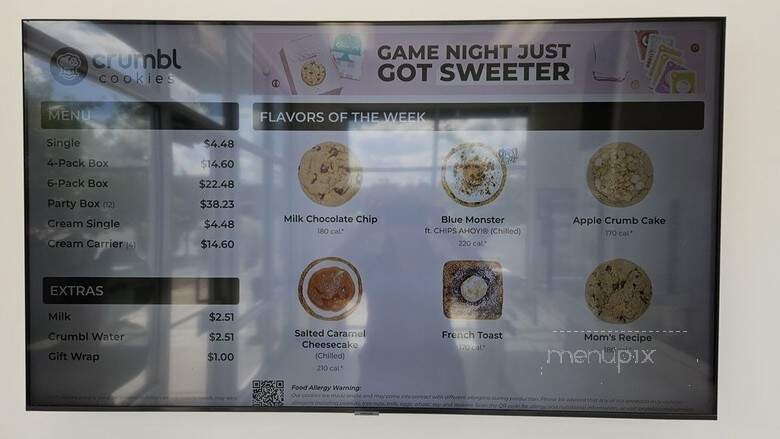 crumbl
cookies
GAME NIGHT JUST
GOT SWEETER
MENU
Single $4.48
4-Pack Box $14.60
6-Pack Box $22.48
Party Box (12) $38.23
Cream Single $4.48
Cream Carrier (4) $14.60
EXTRAS
Milk $2.51
Crumbl Water $2.51
Gift Wrap $1.00
FLAVORS OF THE WEEK
Milk Chocolate Chip
180 cal.*
Blue Monster
ft. CHIPS AHOY!® (Chilled)
220 cal.*
Apple Crumb Cake
170 cal.*
Salted Caramel
Cheesecake
(Chilled)
210 cal.*
French Toast
170 cal.*
Mom's Recipe
180 cal.*
menupix
Food Allergy Warning: